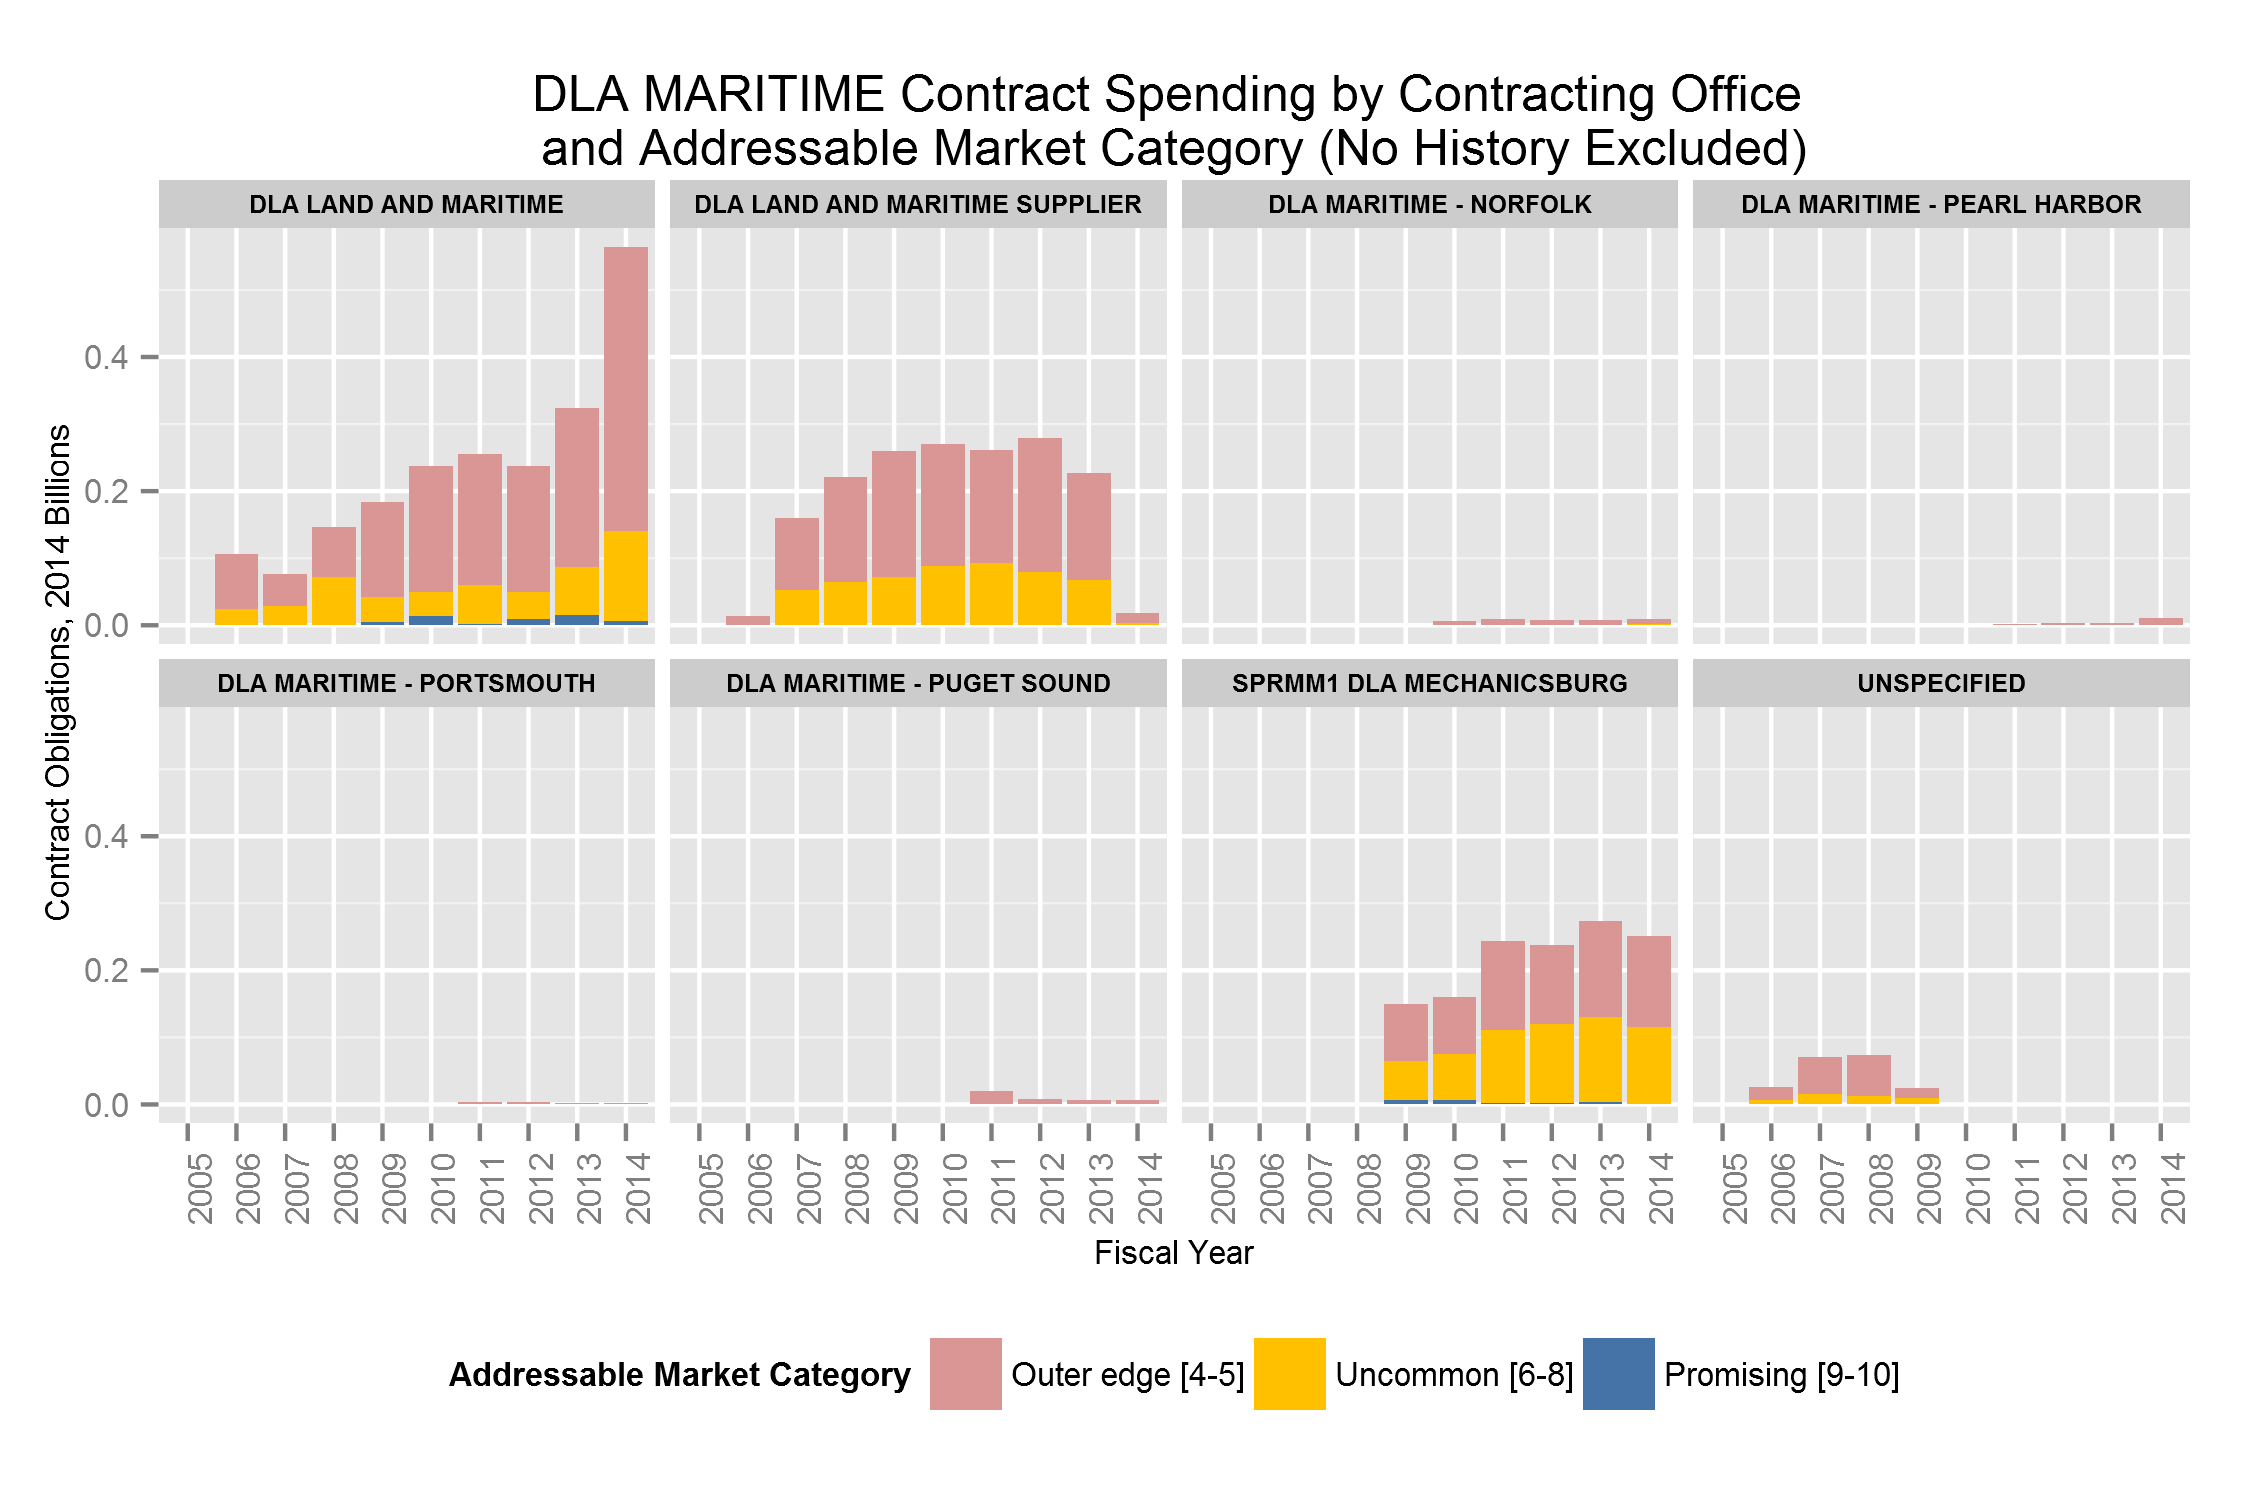 DLA MARITIME Contract Spending by Contracting Office
and Addressable Market Category (No History Excluded)
DLA LAND AND MARITIME
DLA LAND AND MARITIME SUPPLIER
DLA MARITIME - NORFOLK
DLA MARITIME - PEARL HARBOR
0.4
0.2
0.0
DLA MARITIME - PORTSMOUTH
DLA MARITIME - PUGET SOUND
SPRMM1 DLA MECHANICSBURG
UNSPECIFIED
0.4
0.2
0.0
Contract Obligations, 2014 Billions
2005 2006 2007 2008 2009 2010 2011 2012 2013 2014
2005 2006 2007 2008 2009 2010 2011 2012 2013 2014
2005 2006 2007 2008 2009 2010 2011 2012 2013 2014
2005 2006 2007 2008 2009 2010 2011 2012 2013 2014
Fiscal Year
Addressable Market Category Outer edge [4-5] Uncommon [6-8] Promising [9-10]